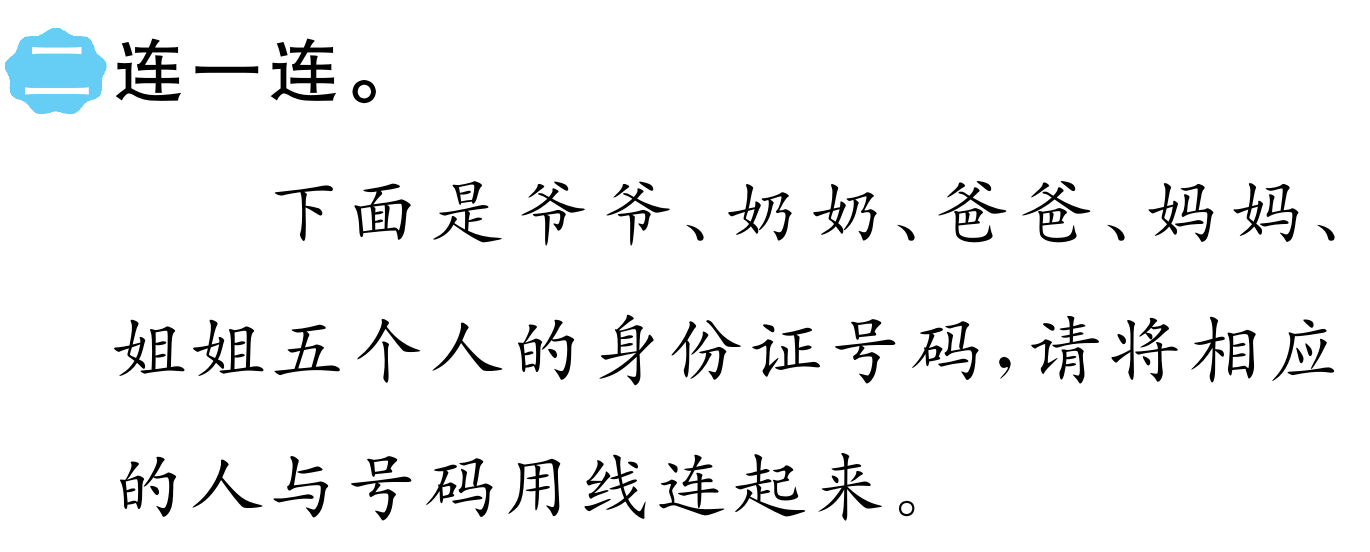 二 连一连。
下面是爷爷、奶奶、爸爸、妈妈、
姐姐五个人的身份证号码,请将相应
的人与号码用线连起来。